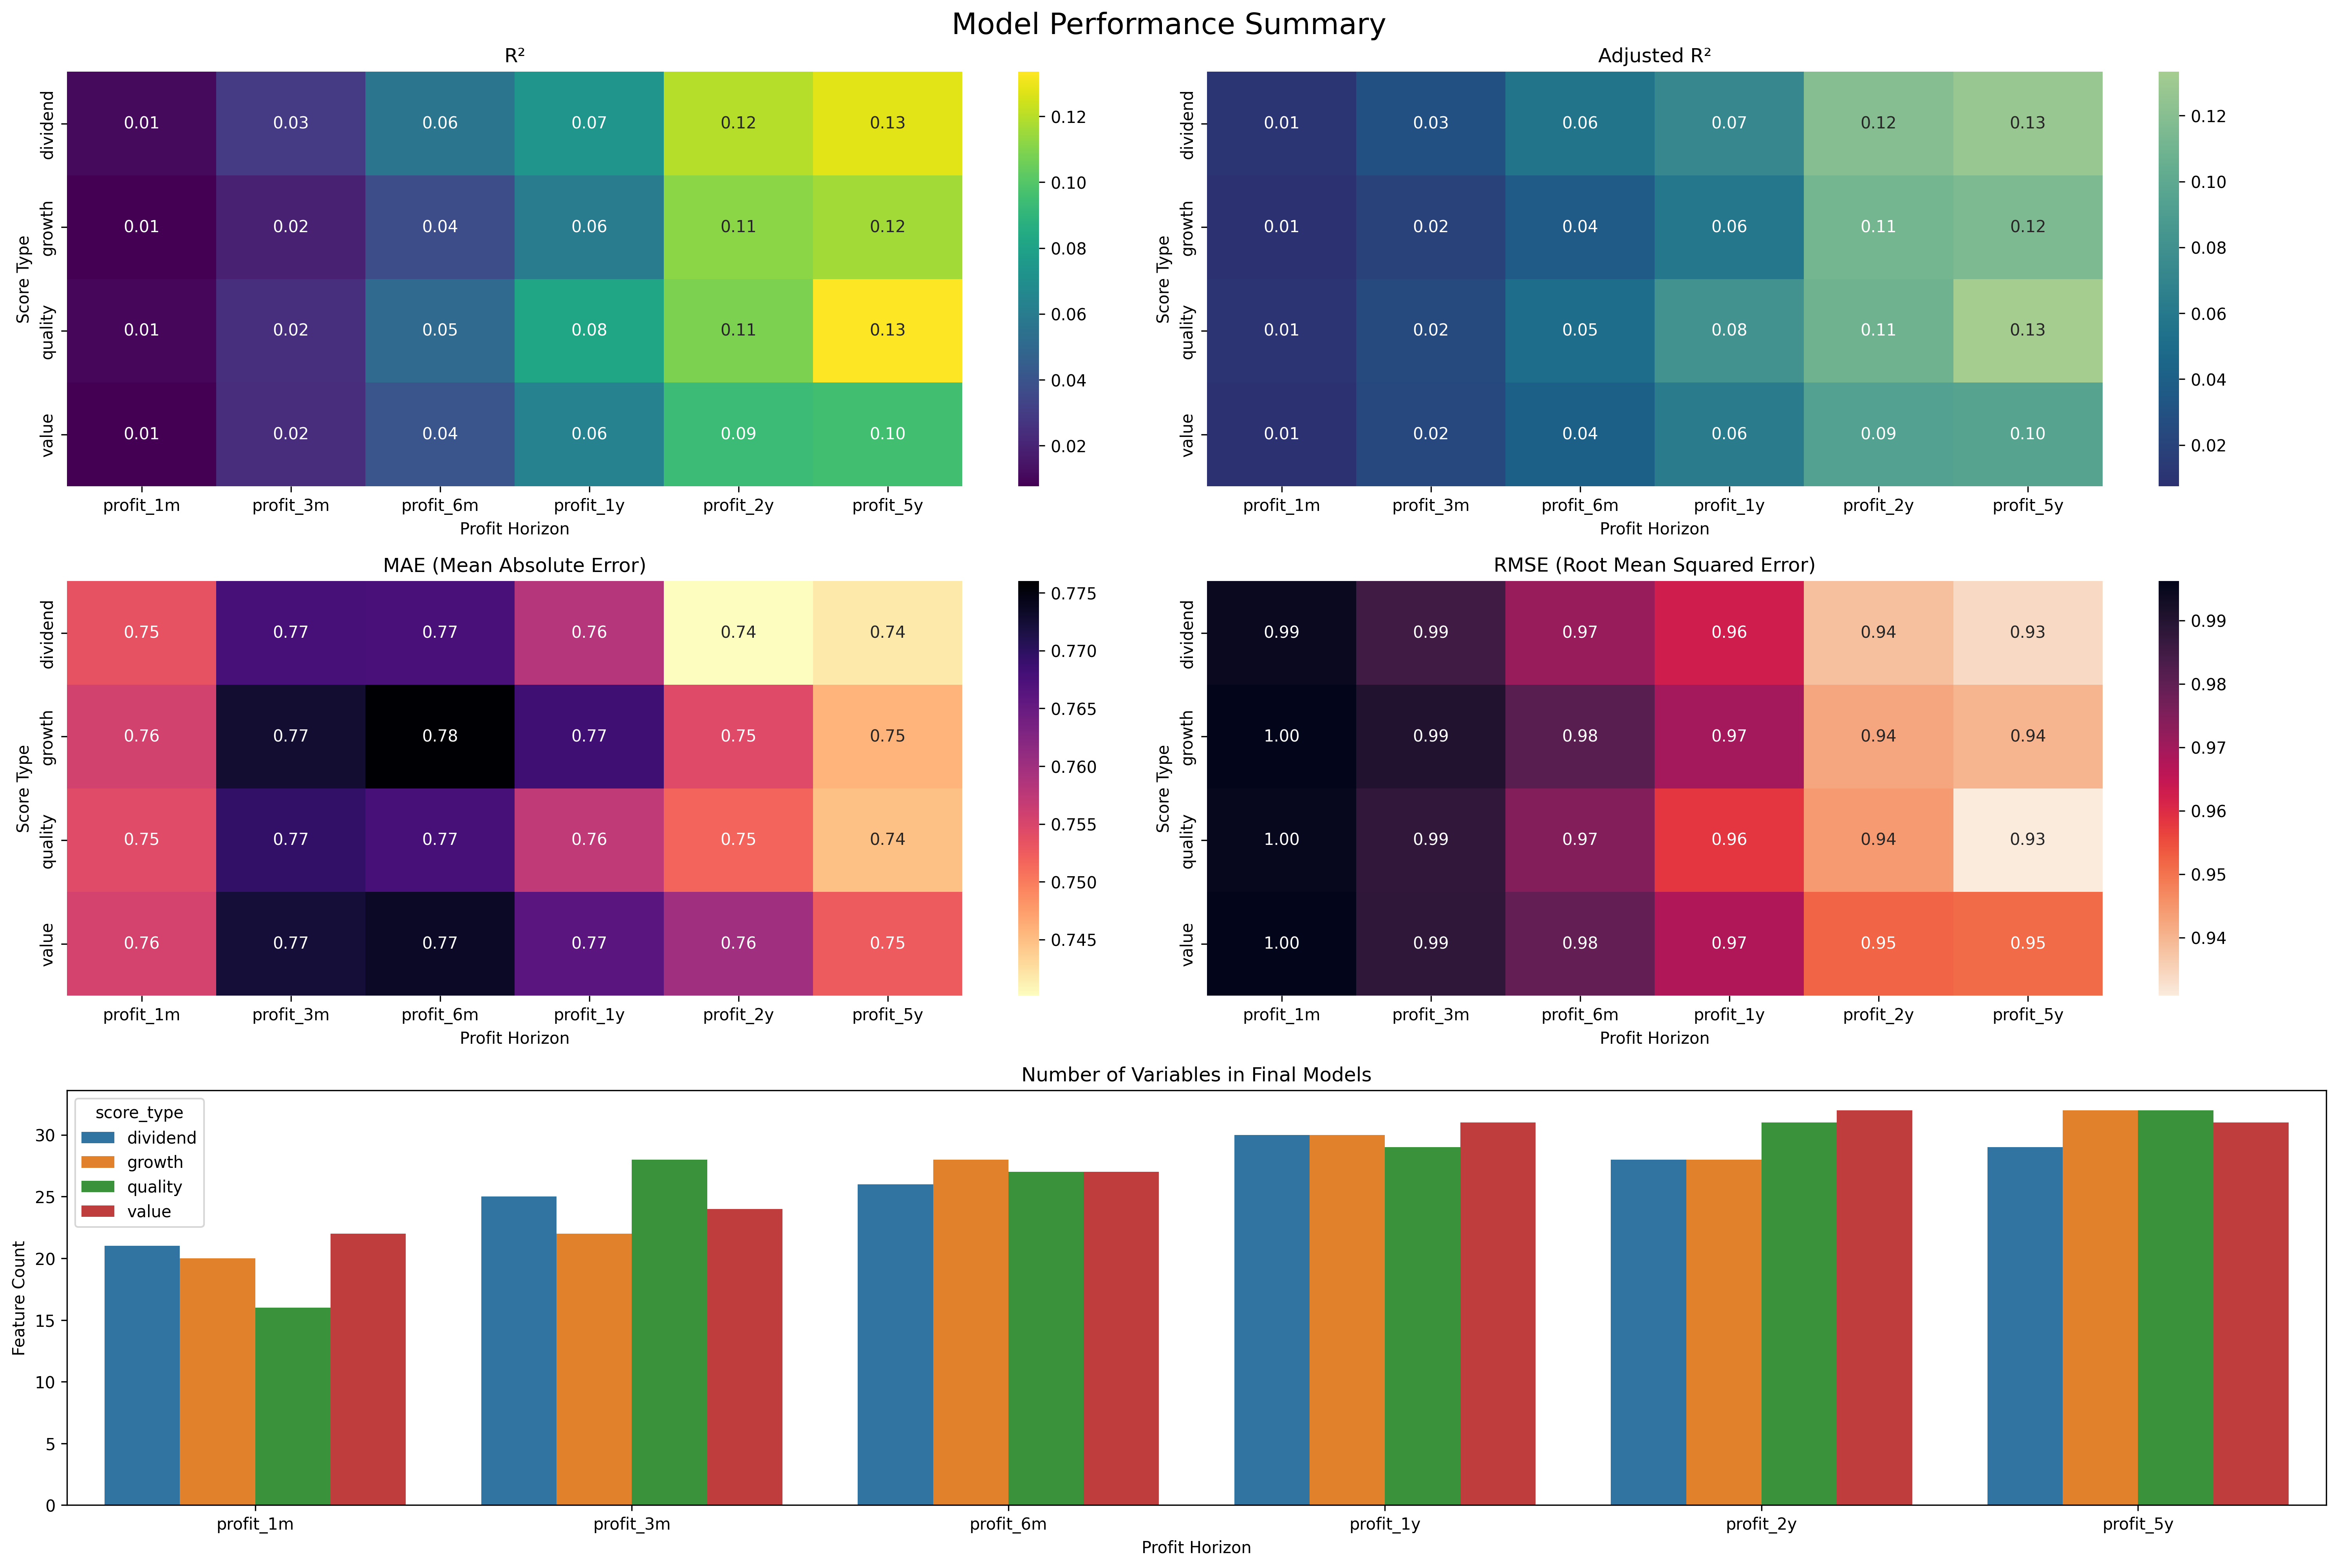 Model Performance Summary
R²
Score Type
dividend
growth
quality
value
0.01 0.03 0.06 0.07 0.12 0.13
0.01 0.02 0.04 0.06 0.11 0.12
0.01 0.02 0.05 0.08 0.11 0.13
0.01 0.02 0.04 0.06 0.09 0.10
profit_1m profit_3m profit_6m profit_1y profit_2y profit_5y
Profit Horizon
0.12
0.10
0.08
0.06
0.04
0.02
Adjusted R²
Score Type
dividend
growth
quality
value
0.01 0.03 0.06 0.07 0.12 0.13
0.01 0.02 0.04 0.06 0.11 0.12
0.01 0.02 0.05 0.08 0.11 0.13
0.01 0.02 0.04 0.06 0.09 0.10
profit_1m profit_3m profit_6m profit_1y profit_2y profit_5y
Profit Horizon
0.12
0.10
0.08
0.06
0.04
0.02
MAE (Mean Absolute Error)
Score Type
dividend
growth
quality
value
0.75 0.77 0.77 0.76 0.74 0.74
0.76 0.77 0.78 0.77 0.75 0.75
0.75 0.77 0.77 0.76 0.75 0.74
0.76 0.77 0.77 0.77 0.76 0.75
profit_1m profit_3m profit_6m profit_1y profit_2y profit_5y
Profit Horizon
0.775
0.770
0.765
0.760
0.755
0.750
0.745
RMSE (Root Mean Squared Error)
Score Type
dividend
growth
quality
value
0.99 0.99 0.97 0.96 0.94 0.93
1.00 0.99 0.98 0.97 0.94 0.94
1.00 0.99 0.97 0.96 0.94 0.93
1.00 0.99 0.98 0.97 0.95 0.95
profit_1m profit_3m profit_6m profit_1y profit_2y profit_5y
Profit Horizon
0.99
0.98
0.97
0.96
0.95
0.94
Number of Variables in Final Models
score_type
dividend
growth
quality
value
Feature Count
30
25
20
15
10
5
0
profit_1m profit_3m profit_6m profit_1y profit_2y profit_5y
Profit Horizon